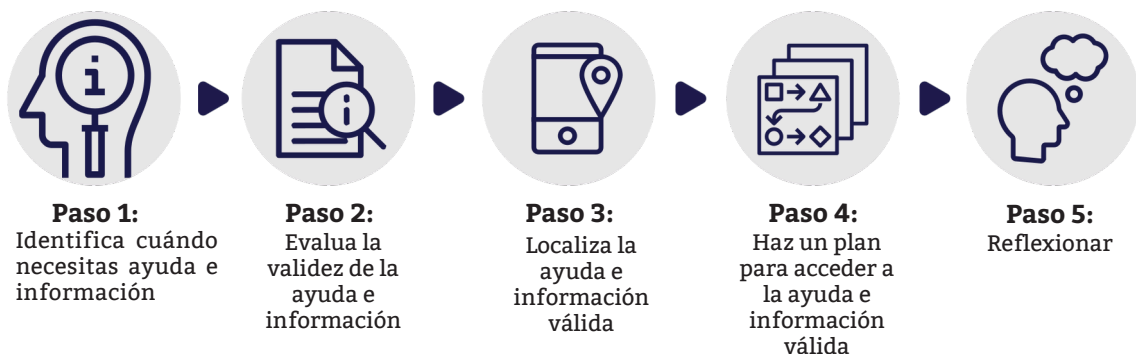 Paso 1:
Identifica cuándo
necesitas ayuda e
información
Paso 2:
Evalua la
validez de la
ayuda e
información
Paso 3:
Localiza la
ayuda e
información
válida
Paso 4:
Haz un plan
para acceder a
la ayuda e
información
válida
Paso 5:
Reflexionar